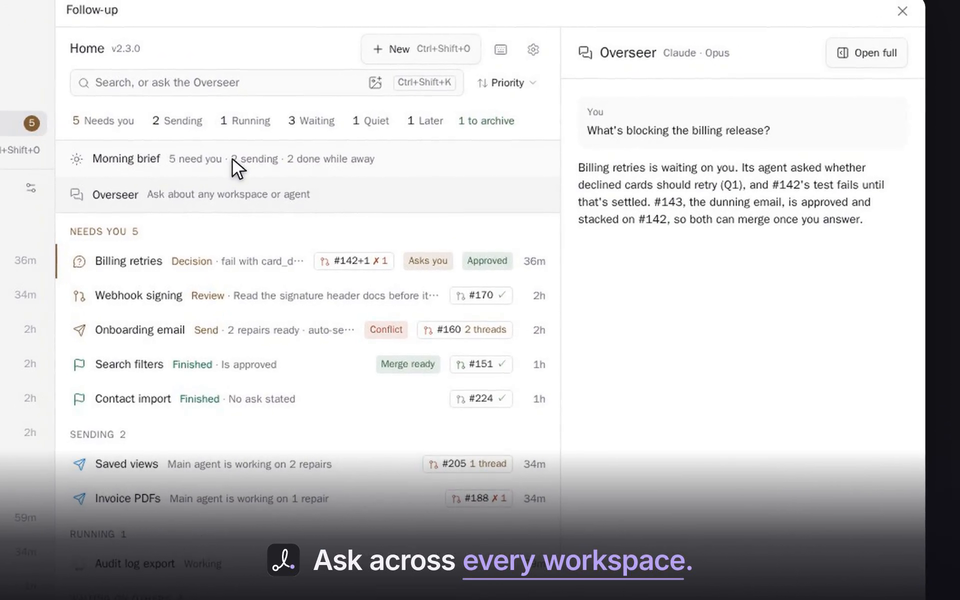 Follow-up
Home v2.3.0
New Ctrl+Shift+O
Search, or ask the Overseer Ctrl+Shift+K
Priority
5 Needs you 2 Sending 1 Running 3 Waiting 1 Quiet 1 Later 1 to archive
Morning brief 5 need you · 2 sending · 2 done while away
Overseer Ask about any workspace or agent
NEEDS YOU 5
Billing retries Decision · fail with card_d··· #142+1 ✗ 1 Asks you Approved 36m
Webhook signing Review · Read the signature header docs before it··· #170 ✓ 2h
Onboarding email Send · 2 repairs ready · auto-se··· Conflict #160 2 threads 2h
Search filters Finished · Is approved Merge ready #151 ✓ 1h
Contact import Finished · No ask stated #224 ✓ 1h
SENDING 2
Saved views Main agent is working on 2 repairs #205 1 thread 34m
Invoice PDFs Main agent is working on 1 repair #188 ✗ 1 34m
RUNNING 1
Audit log export Working
5
+Shift+O
36m
34m
2h
2h
2h
2h
59m
34m
Overseer Claude · Opus
Open full
You
What's blocking the billing release?
Billing retries is waiting on you. Its agent asked whether
declined cards should retry (Q1), and #142's test fails until
that's settled. #143, the dunning email, is approved and
stacked on #142, so both can merge once you answer.
Ask across every workspace.